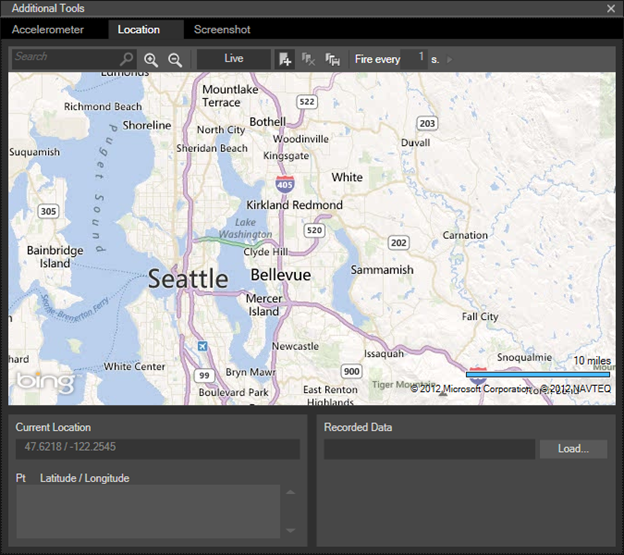 Additional Tools
Accelerometer Location Screenshot
Search Live Fire every 1 s.
Edmonds
Mountlake
Terrace
522
Richmond Beach
Bothell
203
Shoreline
North City
Woodinville
Duvall
Suquamish
Sheridan Beach
Kingsgate
Puget Sound
405
White
305
Kirkland Redmond
Lake
Washington
520
Carnation
202
Bainbridge
Island
Clyde Hill
Seattle
Bellevue
Sammamish
Mercer
Island
Seattle-Bremerton Ferry
Fall City
Newcastle
Issaquah
Snoqualmie
10 miles
hard
White Center
99
Bryn Mawr
900
bing
Boulevard Park
East Renton
Highlands
Tiger Mountain
© 2012 Microsoft Corporation © 2012 NAVTEQ
Current Location
47.6218 / -122.2545
Pt Latitude / Longitude
Recorded Data
Load...